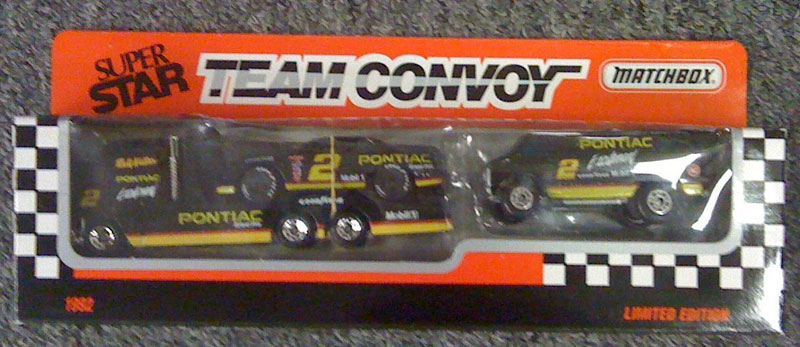 SUPER STAR
TEAM CONVOY
MATCHBOX
2
PONTIAC
PONTIAC
2
PONTIAC
Mobil 1
GOODYEAR
Mobil 1
PONTIAC
2
1992
LIMITED EDITION